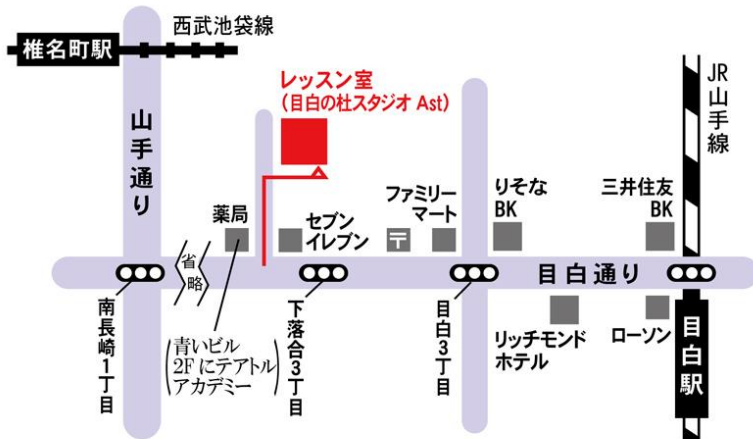 西武池袋線
椎名町駅
山手通り
レッスン室
(目白の杜スタジオ Ast)
JR山手線
薬局
セブン
イレブン
〒
ファミリー
マート
りそな
BK
三井住友
BK
省略
目白通り
南長崎1丁目
(青いビル
2Fにテアトル
アカデミー)
下落合3丁目
目白3丁目
リッチモンド
ホテル
ローソン
目白駅